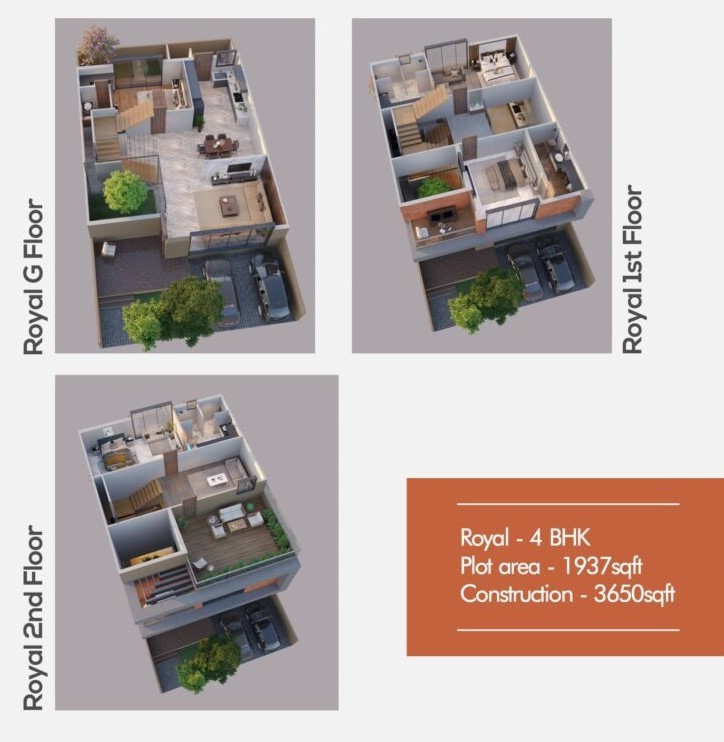 Royal G Floor
Royal 1st Floor
Royal 2nd Floor
Royal - 4 BHK
Plot area - 1937sqft
Construction - 3650sqft